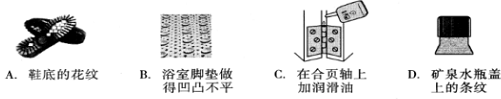 A. 鞋底的花纹
B. 浴室脚垫做
得凹凸不平
C. 在合页轴上
加润滑油
D. 矿泉水瓶盖
上的条纹